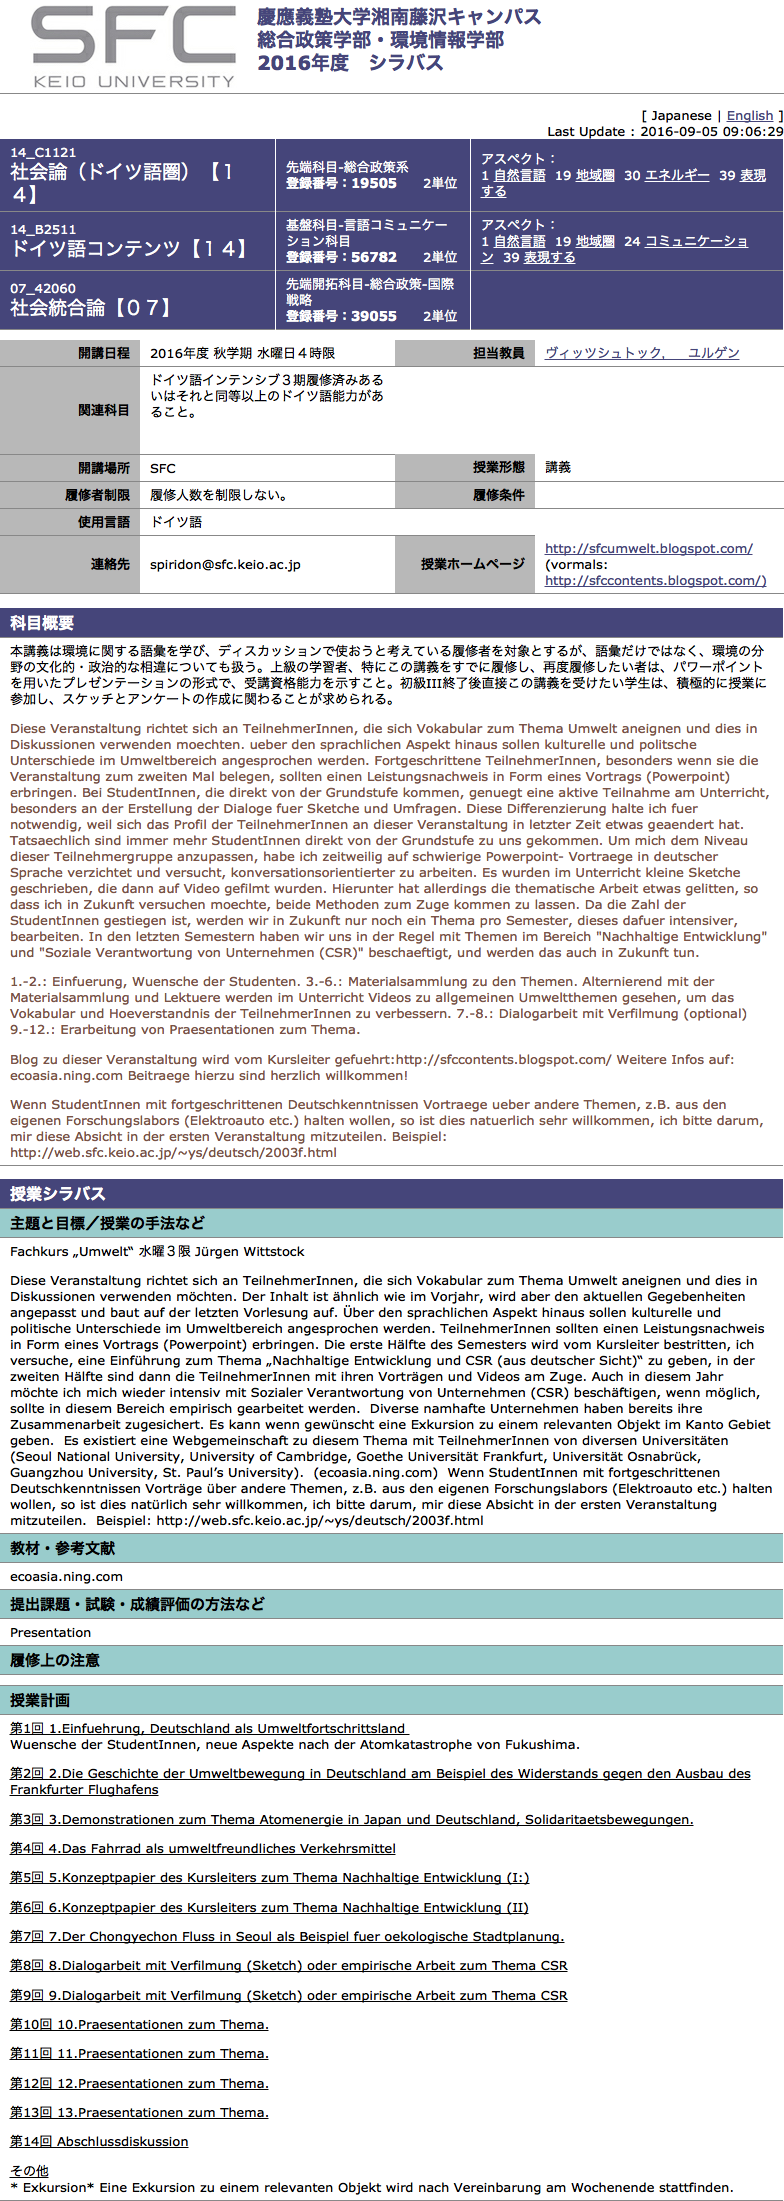 SFC
KEIO UNIVERSITY
慶應義塾大学湘南藤沢キャンパス
総合政策学部・環境情報学部
2016年度　シラバス
[ Japanese | English ]
Last Update : 2016-09-05 09:06:29
14_C1121
社会論（ドイツ語圏）【１
４】
先端科目-総合政策系
登録番号：19505　2単位
アスペクト：
1 自然言語 19 地域圏 30 エネルギー 39 表現
する
14_B2511
ドイツ語コンテンツ【１４】
基盤科目-言語コミュニケー
ション科目
登録番号：56782　2単位
アスペクト：
1 自然言語 19 地域圏 24 コミュニケーショ
ン 39 表現する
07_42060
社会統合論【０７】
先端開拓科目-総合政策-国際
戦略
登録番号：39055　2単位
開講日程 2016年度 秋学期 水曜日４時限 担当教員 ヴィッツシュトック,　ユルゲン
関連科目
ドイツ語インテンシブ３期履修済みある
いはそれと同等以上のドイツ語能力があ
ること。
開講場所 SFC 授業形態 講義
履修者制限 履修人数を制限しない。 履修条件
使用言語 ドイツ語
連絡先 spiridon@sfc.keio.ac.jp 授業ホームページ
http://sfcumwelt.blogspot.com/
(vormals:
http://sfccontents.blogspot.com/)
科目概要
本講義は環境に関する語彙を学び、ディスカッションで使おうと考えている履修者を対象とするが、語彙だけではなく、環境の分
野の文化的・政治的な相違についても扱う。上級の学習者、特にこの講義をすでに履修し、再度履修したい者は、パワーポイント
を用いたプレゼンテーションの形式で、受講資格能力を示すこと。初級III終了後直接この講義を受けたい学生は、積極的に授業に
参加し、スケッチとアンケートの作成に関わることが求められる。
Diese Veranstaltung richtet sich an TeilnehmerInnen, die sich Vokabular zum Thema Umwelt aneignen und dies in
Diskussionen verwenden moechten. ueber den sprachlichen Aspekt hinaus sollen kulturelle und politsche
Unterschiede im Umweltbereich angesprochen werden. Fortgeschrittene TeilnehmerInnen, besonders wenn sie die
Veranstaltung zum zweiten Mal belegen, sollten einen Leistungsnachweis in Form eines Vortrags (Powerpoint)
erbringen. Bei StudentInnen, die direkt von der Grundstufe kommen, genuegt eine aktive Teilnahme am Unterricht,
besonders an der Erstellung der Dialoge fuer Sketche und Umfragen. Diese Differenzierung halte ich fuer
notwendig, weil sich das Profil der TeilnehmerInnen an dieser Veranstaltung in letzter Zeit etwas geaendert hat.
Tatsaechlich sind immer mehr StudentInnen direkt von der Grundstufe zu uns gekommen. Um mich dem Niveau
dieser Teilnehmergruppe anzupassen, habe ich zeitweilig auf schwierige Powerpoint- Vortraege in deutscher
Sprache verzichtet und versucht, konversationsorientierter zu arbeiten. Es wurden im Unterricht kleine Sketche
geschrieben, die dann auf Video gefilmt wurden. Hierunter hat allerdings die thematische Arbeit etwas gelitten, so
dass ich in Zukunft versuchen moechte, beide Methoden zum Zuge kommen zu lassen. Da die Zahl der
StudentInnen gestiegen ist, werden wir in Zukunft nur noch ein Thema pro Semester, dieses dafuer intensiver,
bearbeiten. In den letzten Semestern haben wir uns in der Regel mit Themen im Bereich "Nachhaltige Entwicklung"
und "Soziale Verantwortung von Unternehmen (CSR)" beschaeftigt, und werden das auch in Zukunft tun.
1.-2.: Einfuerung, Wuensche der Studenten. 3.-6.: Materialsammlung zu den Themen. Alternierend mit der
Materialsammlung und Lektuere werden im Unterricht Videos zu allgemeinen Umweltthemen gesehen, um das
Vokabular und Hoeverstandnis der TeilnehmerInnen zu verbessern. 7.-8.: Dialogarbeit mit Verfilmung (optional)
9.-12.: Erarbeitung von Praesentationen zum Thema.
Blog zu dieser Veranstaltung wird vom Kursleiter gefuehrt:http://sfccontents.blogspot.com/ Weitere Infos auf:
ecoasia.ning.com Beitraege hierzu sind herzlich willkommen!
Wenn StudentInnen mit fortgeschrittenen Deutschkenntnissen Vortraege ueber andere Themen, z.B. aus den
eigenen Forschungslabors (Elektroauto etc.) halten wollen, so ist dies natuerlich sehr willkommen, ich bitte darum,
mir diese Absicht in der ersten Veranstaltung mitzuteilen. Beispiel:
http://web.sfc.keio.ac.jp/~ys/deutsch/2003f.html
授業シラバス
主題と目標／授業の手法など
Fachkurs „Umwelt“ 水曜３限 Jürgen Wittstock
Diese Veranstaltung richtet sich an TeilnehmerInnen, die sich Vokabular zum Thema Umwelt aneignen und dies in
Diskussionen verwenden möchten. Der Inhalt ist ähnlich wie im Vorjahr, wird aber den aktuellen Gegebenheiten
angepasst und baut auf der letzten Vorlesung auf. Über den sprachlichen Aspekt hinaus sollen kulturelle und
politische Unterschiede im Umweltbereich angesprochen werden. TeilnehmerInnen sollten einen Leistungsnachweis
in Form eines Vortrags (Powerpoint) erbringen. Die erste Hälfte des Semesters wird vom Kursleiter bestritten, ich
versuche, eine Einführung zum Thema „Nachhaltige Entwicklung und CSR (aus deutscher Sicht)“ zu geben, in der
zweiten Hälfte sind dann die TeilnehmerInnen mit ihren Vorträgen und Videos am Zuge. Auch in diesem Jahr
möchte ich mich wieder intensiv mit Sozialer Verantwortung von Unternehmen (CSR) beschäftigen, wenn möglich,
sollte in diesem Bereich empirisch gearbeitet werden.  Diverse namhafte Unternehmen haben bereits ihre
Zusammenarbeit zugesichert. Es kann wenn gewünscht eine Exkursion zu einem relevanten Objekt im Kanto Gebiet
geben.  Es existiert eine Webgemeinschaft zu diesem Thema mit TeilnehmerInnen von diversen Universitäten
(Seoul National University, University of Cambridge, Goethe Universität Frankfurt, Universität Osnabrück,
Guangzhou University, St. Paul’s University).  (ecoasia.ning.com)  Wenn StudentInnen mit fortgeschrittenen
Deutschkenntnissen Vorträge über andere Themen, z.B. aus den eigenen Forschungslabors (Elektroauto etc.) halten
wollen, so ist dies natürlich sehr willkommen, ich bitte darum, mir diese Absicht in der ersten Veranstaltung
mitzuteilen.  Beispiel: http://web.sfc.keio.ac.jp/~ys/deutsch/2003f.html
教材・参考文献
ecoasia.ning.com
提出課題・試験・成績評価の方法など
Presentation
履修上の注意
授業計画
第1回 1.Einfuehrung, Deutschland als Umweltfortschrittsland
Wuensche der StudentInnen, neue Aspekte nach der Atomkatastrophe von Fukushima.
第2回 2.Die Geschichte der Umweltbewegung in Deutschland am Beispiel des Widerstands gegen den Ausbau des
Frankfurter Flughafens
第3回 3.Demonstrationen zum Thema Atomenergie in Japan und Deutschland, Solidaritaetsbewegungen.
第4回 4.Das Fahrrad als umweltfreundliches Verkehrsmittel
第5回 5.Konzeptpapier des Kursleiters zum Thema Nachhaltige Entwicklung (I:)
第6回 6.Konzeptpapier des Kursleiters zum Thema Nachhaltige Entwicklung (II)
第7回 7.Der Chongyechon Fluss in Seoul als Beispiel fuer oekologische Stadtplanung.
第8回 8.Dialogarbeit mit Verfilmung (Sketch) oder empirische Arbeit zum Thema CSR
第9回 9.Dialogarbeit mit Verfilmung (Sketch) oder empirische Arbeit zum Thema CSR
第10回 10.Praesentationen zum Thema.
第11回 11.Praesentationen zum Thema.
第12回 12.Praesentationen zum Thema.
第13回 13.Praesentationen zum Thema.
第14回 Abschlussdiskussion
その他
* Exkursion* Eine Exkursion zu einem relevanten Objekt wird nach Vereinbarung am Wochenende stattfinden.